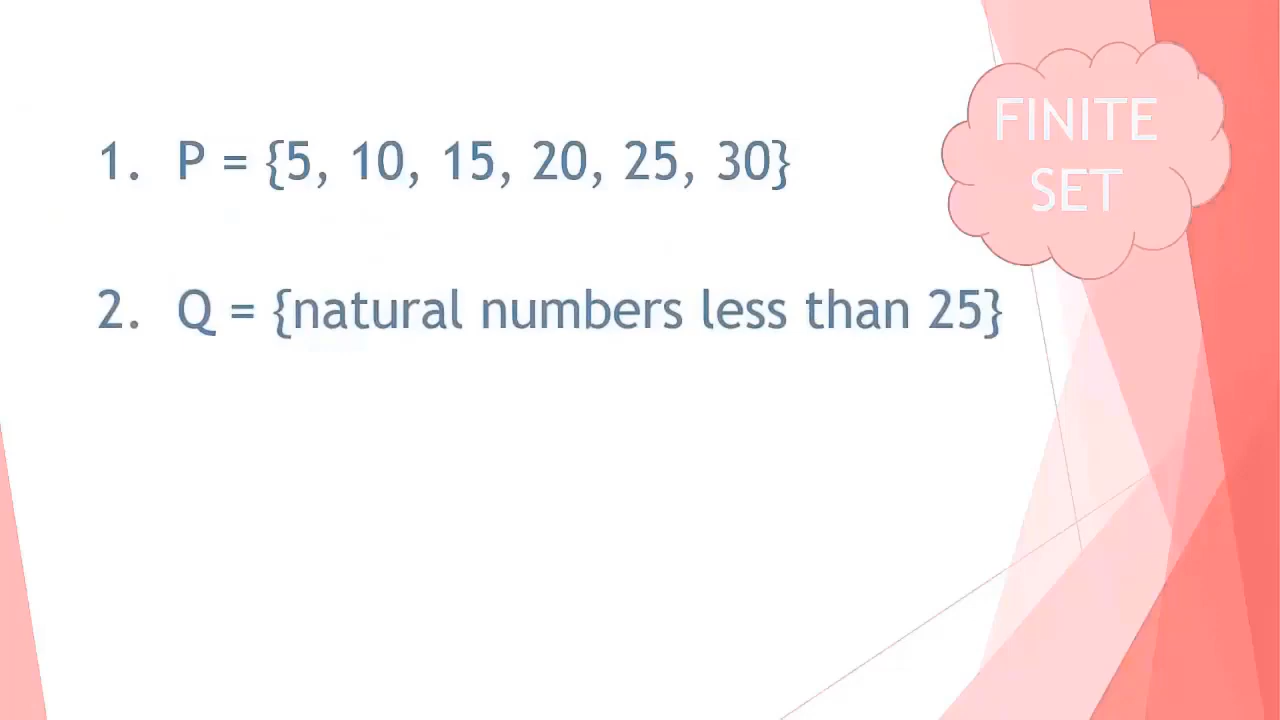 FINITE
SET
1. P = {5, 10, 15, 20, 25, 30}
2. Q = {natural numbers less than 25}